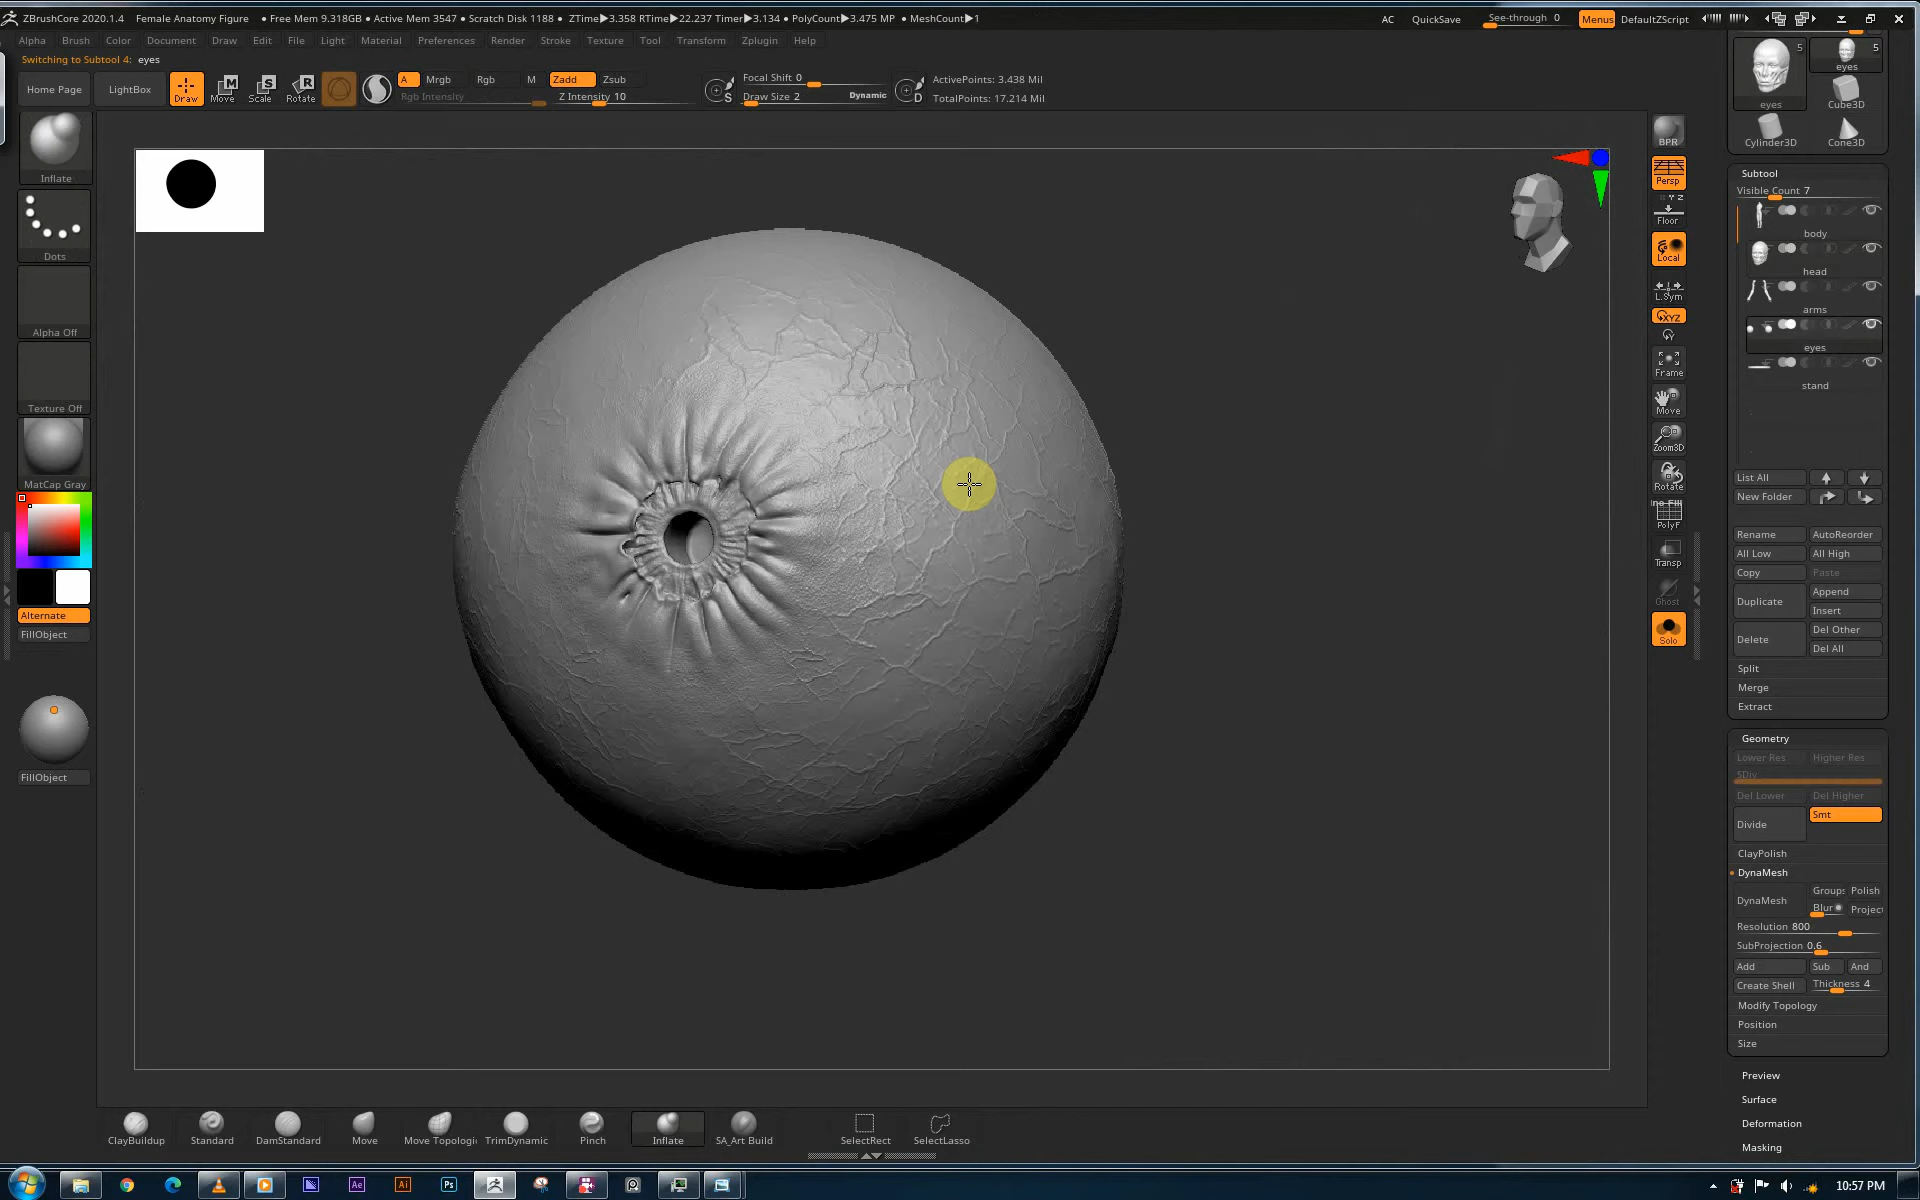 ZBrushCore 2020.1.4 Female Anatomy Figure ● Free Mem 9.318GB ● Active Mem 3547 ● Scratch Disk 1188 ● ZTime▶3.358 RTime▶22.237 Timer▶3.134 ● PolyCount▶3.475 MP ● MeshCount▶1 AC QuickSave See-through 0 Menus DefaultZScript
Alpha Brush Color Document Draw Edit File Light Material Preferences Render Stroke Texture Tool Transform Zplugin Help
Switching to Subtool 4: eyes
Home Page LightBox Draw Move Scale Rotate
A Mrgb Rgb M Zadd Zsub
Rgb Intensity Z Intensity 10
S Focal Shift 0
Draw Size 2 Dynamic
D ActivePoints: 3.438 Mil
TotalPoints: 17.214 Mil
Inflate
Dots
Alpha Off
Texture Off
MatCap Gray
Alternate
FillObject
FillObject
BPR
Persp
Floor
Local
L.Sym
XYZ
Y
Frame
Move
Zoom3D
Rotate
PolyF
Transp
Ghost
Solo
5 5
eyes
eyes Cube3D
Cylinder3D Cone3D
Subtool
Visible Count 7
body
head
arms
eyes
stand
List All
New Folder
Rename AutoReorder
All Low All High
Copy Paste
Duplicate Append
Insert
Delete Del Other
Del All
Split
Merge
Extract
Geometry
Lower Res Higher Res
SDiv
Del Lower Del Higher
Divide Smt
ClayPolish
DynaMesh
DynaMesh Groups Polish
Blur Project
Resolution 800
SubProjection 0.6
Add Sub And
Create Shell Thickness 4
Modify Topology
Position
Size
Preview
Surface
Deformation
Masking
ClayBuildup Standard DamStandard Move Move Topologi TrimDynamic Pinch Inflate SA_Art Build SelectRect SelectLasso
Ae Ai Ps
10:57 PM